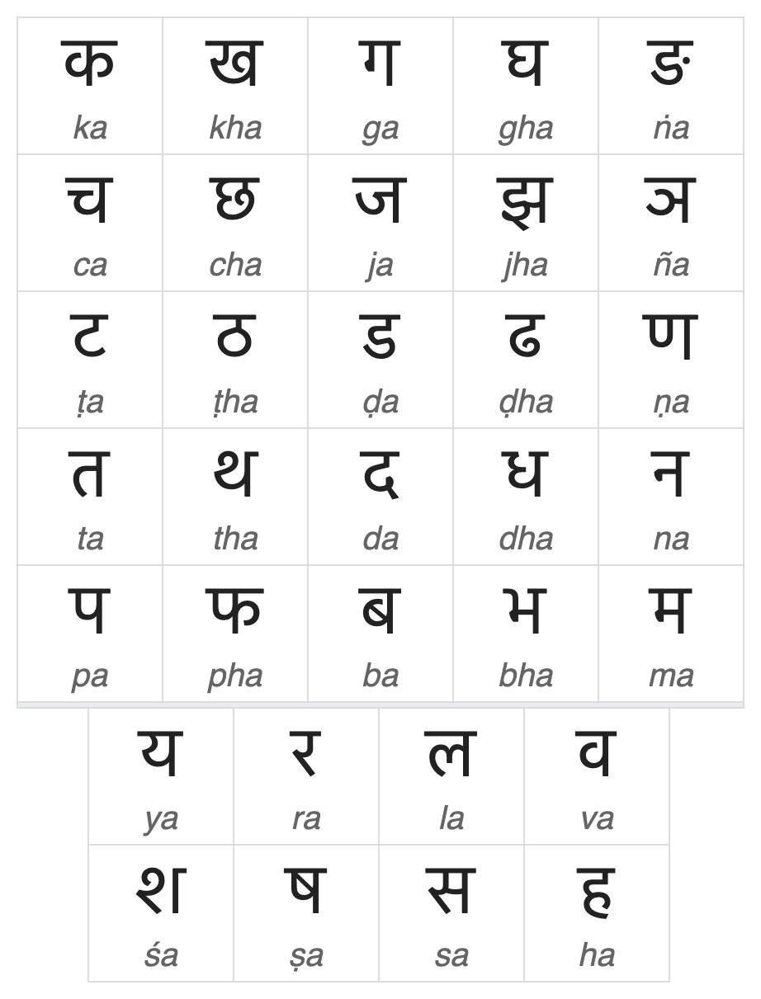 क ख ग घ ङ
ka kha ga gha ṅa
च छ ज झ ञ
ca cha ja jha ña
ट ठ ड ढ ण
ṭa ṭha ḍa ḍha ṇa
त थ द ध न
ta tha da dha na
प फ ब भ म
pa pha ba bha ma
य र ल व
ya ra la va
श ष स ह
śa ṣa sa ha